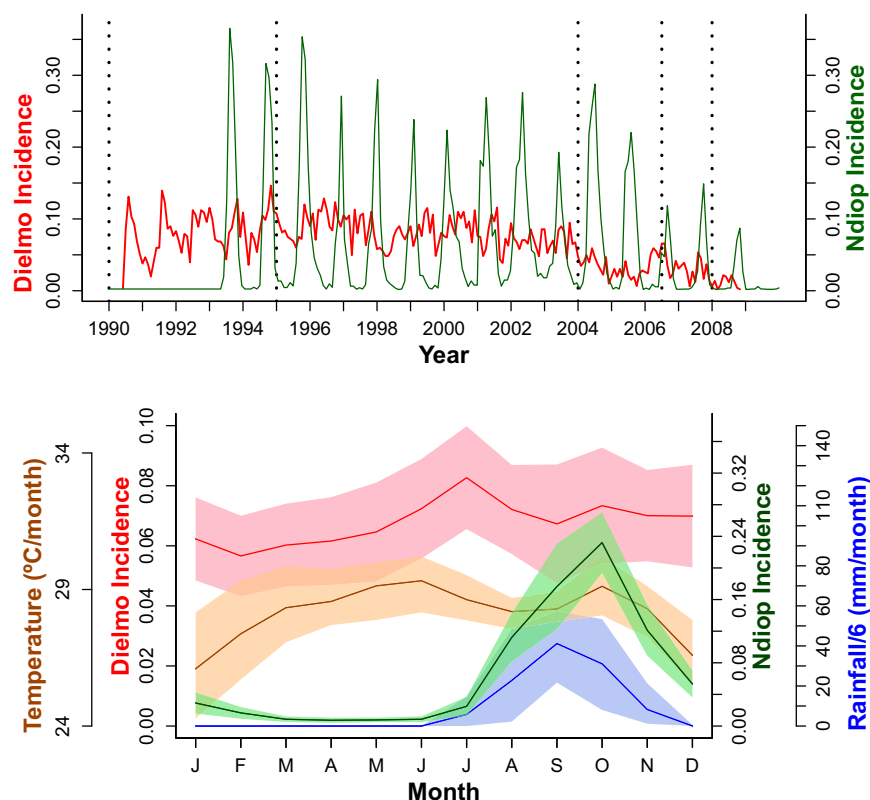 Dielmo Incidence
0.00
0.10
0.20
0.30
Ndiop Incidence
0.00
0.10
0.20
0.30
1990
1992
1994
1996
1998
2000
2002
2004
2006
2008
Year
Temperature (ºC/month)
24
29
34
Dielmo Incidence
0.00
0.02
0.04
0.06
0.08
0.10
Ndiop Incidence
0.00
0.08
0.16
0.24
0.32
Rainfall/6 (mm/month)
0
20
40
60
80
110
140
J
F
M
A
M
J
J
A
S
O
N
D
Month